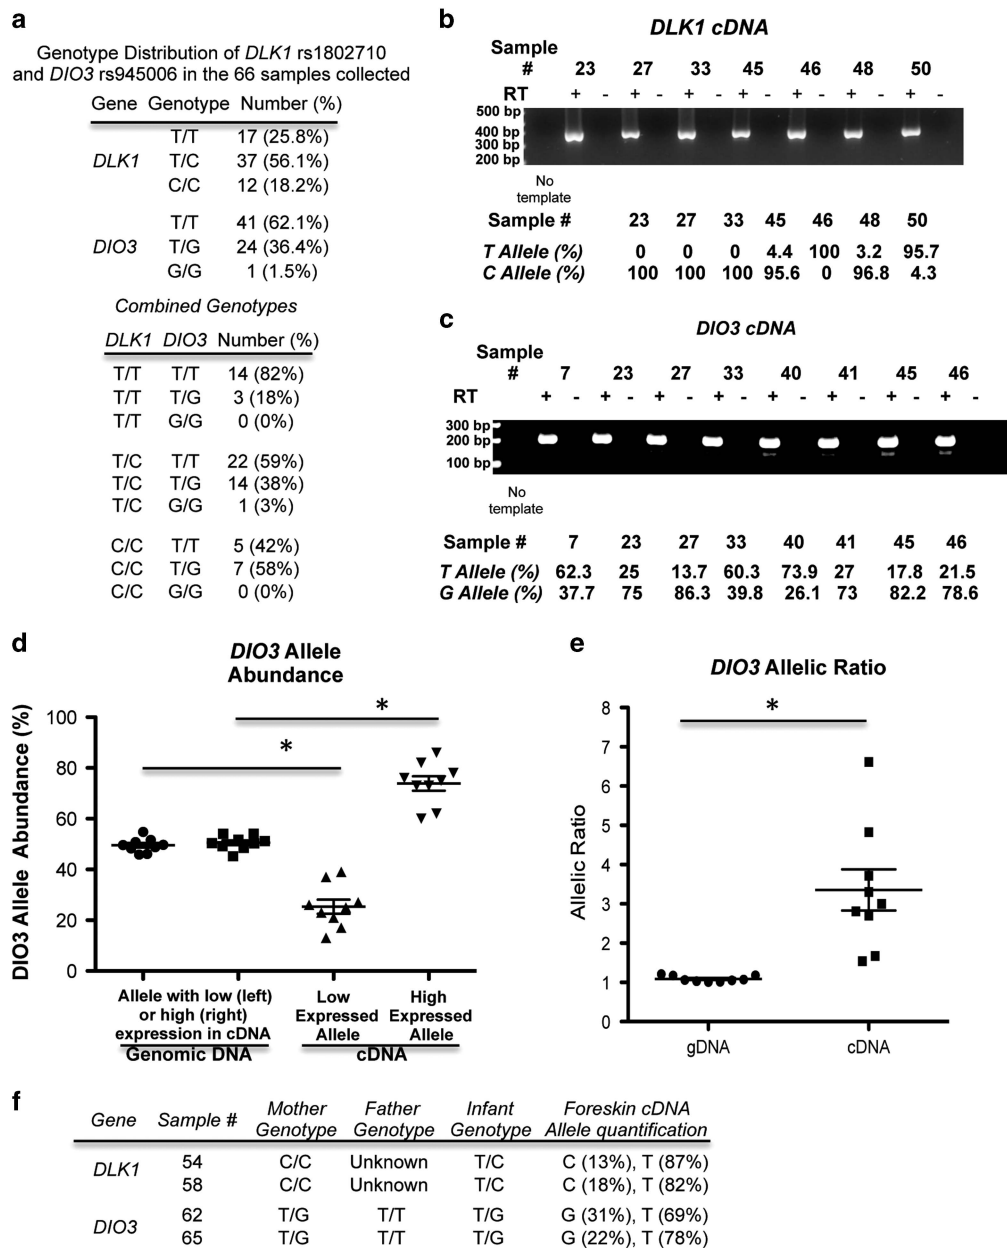 a
Genotype Distribution of DLK1 rs1802710
and DIO3 rs945006 in the 66 samples collected
Gene Genotype Number (%)
T/T 17 (25.8%)
DLK1 T/C 37 (56.1%)
C/C 12 (18.2%)
T/T 41 (62.1%)
DIO3 T/G 24 (36.4%)
G/G 1 (1.5%)
Combined Genotypes
DLK1 DIO3 Number (%)
T/T T/T 14 (82%)
T/T T/G 3 (18%)
T/T G/G 0 (0%)
T/C T/T 22 (59%)
T/C T/G 14 (38%)
T/C G/G 1 (3%)
C/C T/T 5 (42%)
C/C T/G 7 (58%)
C/C G/G 0 (0%)
b
DLK1 cDNA
Sample
# 23 27 33 45 46 48 50
RT + - + - + - + - + - + - + -
500 bp
400 bp
300 bp
200 bp
No
template
Sample # 23 27 33 45 46 48 50
T Allele (%) 0 0 0 4.4 100 3.2 95.7
C Allele (%) 100 100 100 95.6 0 96.8 4.3
c
DIO3 cDNA
Sample
# 7 23 27 33 40 41 45 46
RT + - + - + - + - + - + - + - + -
300 bp
200 bp
100 bp
No
template
Sample # 7 23 27 33 40 41 45 46
T Allele (%) 62.3 25 13.7 60.3 73.9 27 17.8 21.5
G Allele (%) 37.7 75 86.3 39.8 26.1 73 82.2 78.6
d
DIO3 Allele
Abundance
DIO3 Allele Abundance (%)
100
80
60
40
20
0
*
*
Allele with low (left)
or high (right)
expression in cDNA
Genomic DNA
Low
Expressed
Allele
High
Expressed
Allele
cDNA
e
DIO3 Allelic Ratio
Allelic Ratio
8
7
6
5
4
3
2
1
0
*
gDNA
cDNA
f
Gene Sample # Mother Genotype Father Genotype Infant Genotype Foreskin cDNA Allele quantification
DLK1 54 C/C Unknown T/C C (13%), T (87%)
58 C/C Unknown T/C C (18%), T (82%)
DIO3 62 T/G T/T T/G G (31%), T (69%)
65 T/G T/T T/G G (22%), T (78%)